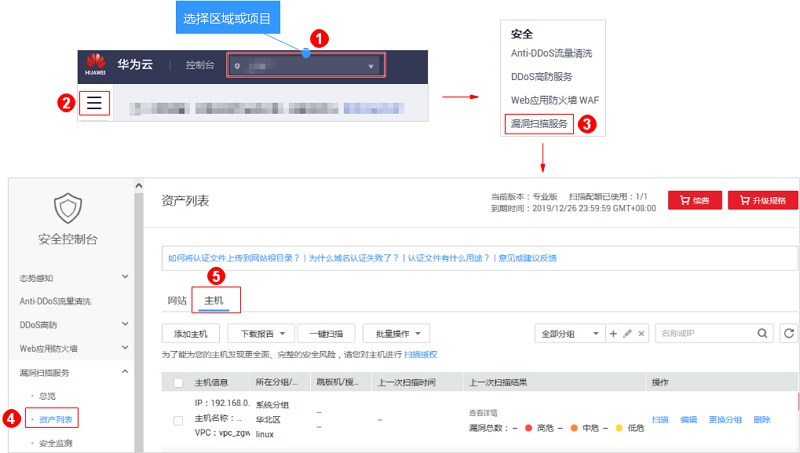 选择区域或项目
1
HUAWEI
华为云
控制台
2
安全
Anti-DDoS流量清洗
DDoS高防服务
Web应用防火墙 WAF
漏洞扫描服务
3
安全控制台
态势感知
Anti-DDoS流量清洗
DDoS高防
Web应用防火墙
漏洞扫描服务
· 总览
4
· 资产列表
· 安全监测
资产列表
当前版本：专业版 扫描配额已使用：1/1
到期时间：2019/12/26 23:59:59 GMT+08:00
续费
升级规格
如何将认证文件上传到网站根目录？ | 为什么域名认证失败了？ | 认证文件有什么用途？ | 意见或建议反馈
5
网站 主机
添加主机 下载报告 一键扫描 批量操作 全部分组 名称或IP
为了能为您的主机发现更全面、完整的安全风险，请您对主机进行 扫描授权
主机信息 所在分组/... 跳板机/授... 上一次扫描时间 上一次扫描结果 操作
IP：192.168.0.
主机名称：...
VPC：vpc_zgw
系统分组
华北区
linux
--
--
--
查看详情
漏洞总数： -- 高危 -- 中危 -- 低危
扫描 编辑 更换分组 删除